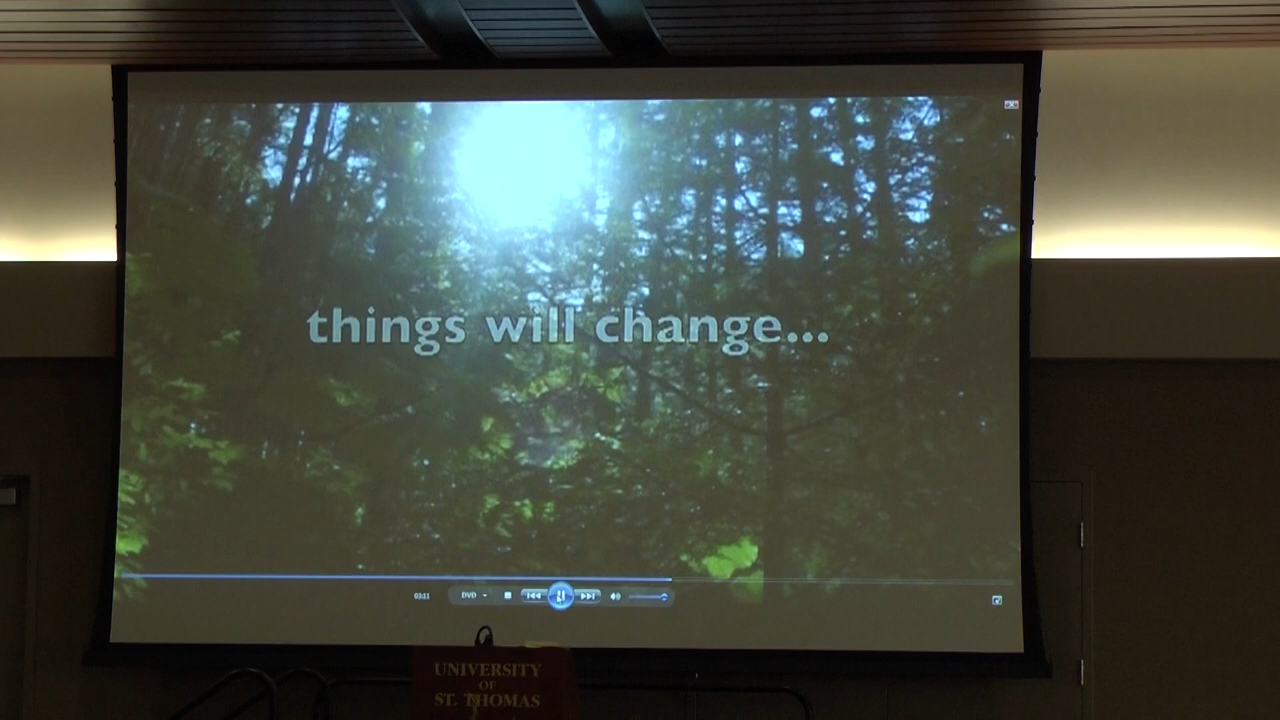 things will change...
03:11
DVD
UNIVERSITY
OF
ST. THOMAS